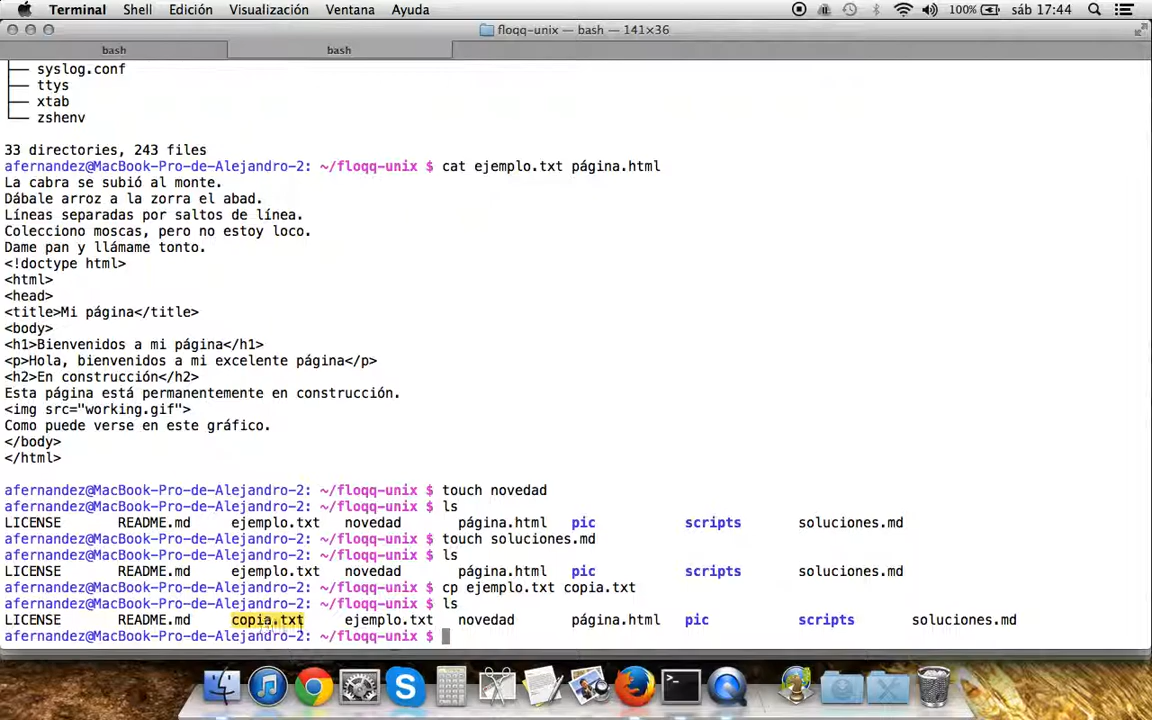 Terminal Shell Edición Visualización Ventana Ayuda 100% sáb 17:44
floqq-unix — bash — 141×36
bash bash
├── syslog.conf
├── ttys
├── xtab
└── zshenv
33 directories, 243 files
afernandez@MacBook-Pro-de-Alejandro-2: ~/floqq-unix $ cat ejemplo.txt página.html
La cabra se subió al monte.
Dábale arroz a la zorra el abad.
Líneas separadas por saltos de línea.
Colecciono moscas, pero no estoy loco.
Dame pan y llámame tonto.
<!doctype html>
<html>
<head>
<title>Mi página</title>
<body>
<h1>Bienvenidos a mi página</h1>
<p>Hola, bienvenidos a mi excelente página</p>
<h2>En construcción</h2>
Esta página está permanentemente en construcción.
<img src="working.gif">
Como puede verse en este gráfico.
</body>
</html>
afernandez@MacBook-Pro-de-Alejandro-2: ~/floqq-unix $ touch novedad
afernandez@MacBook-Pro-de-Alejandro-2: ~/floqq-unix $ ls
LICENSE README.md ejemplo.txt novedad página.html pic scripts soluciones.md
afernandez@MacBook-Pro-de-Alejandro-2: ~/floqq-unix $ touch soluciones.md
afernandez@MacBook-Pro-de-Alejandro-2: ~/floqq-unix $ ls
LICENSE README.md ejemplo.txt novedad página.html pic scripts soluciones.md
afernandez@MacBook-Pro-de-Alejandro-2: ~/floqq-unix $ cp ejemplo.txt copia.txt
afernandez@MacBook-Pro-de-Alejandro-2: ~/floqq-unix $ ls
LICENSE README.md copia.txt ejemplo.txt novedad página.html pic scripts soluciones.md
afernandez@MacBook-Pro-de-Alejandro-2: ~/floqq-unix $